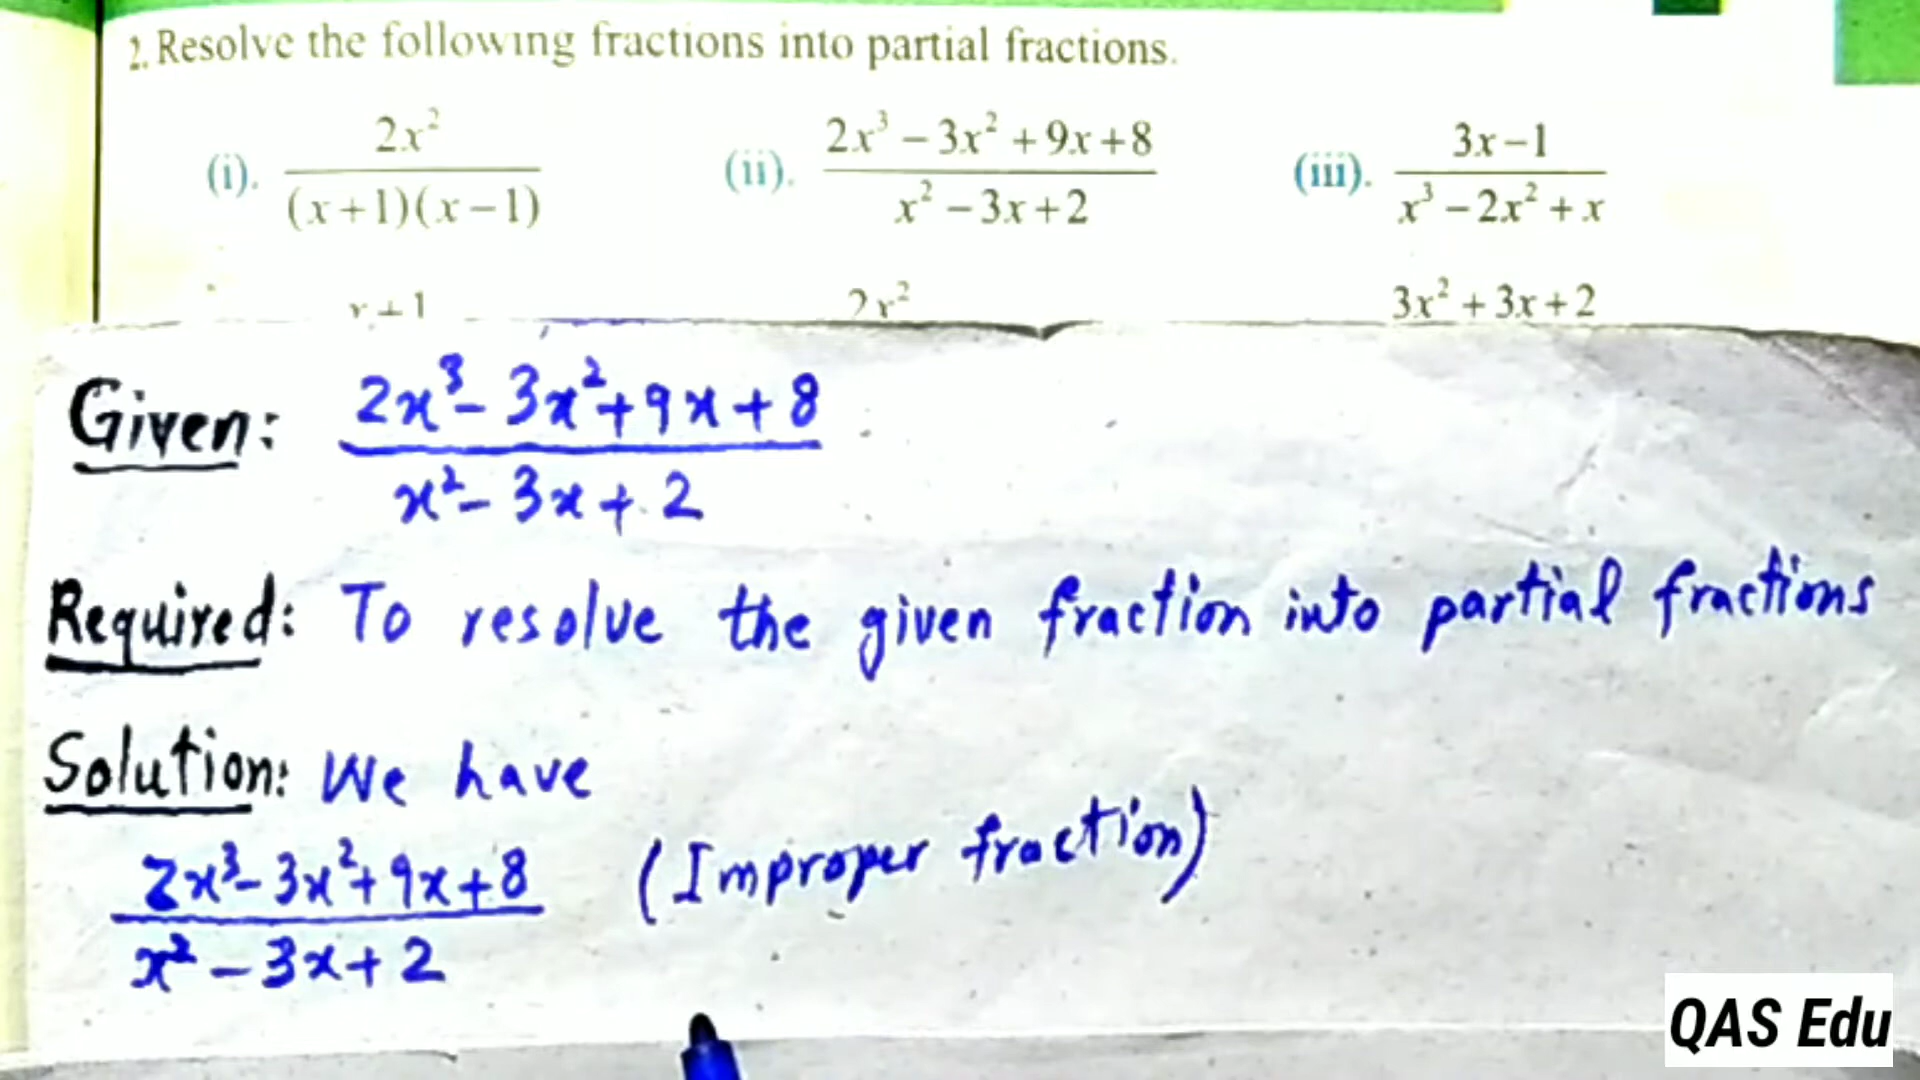 2. Resolve the following fractions into partial fractions.
(i). 2x² / (x+1)(x−1) (ii). 2x³ − 3x² + 9x + 8 / x² − 3x + 2 (iii). 3x−1 / x³ − 2x² + x
x+1 2x² 3x² + 3x + 2
Given: 2x³ − 3x² + 9x + 8 / x² − 3x + 2
Required: To resolve the given fraction into partial fractions
Solution: We have
2x³ − 3x² + 9x + 8 / x² − 3x + 2 (Improper fraction)
QAS Edu